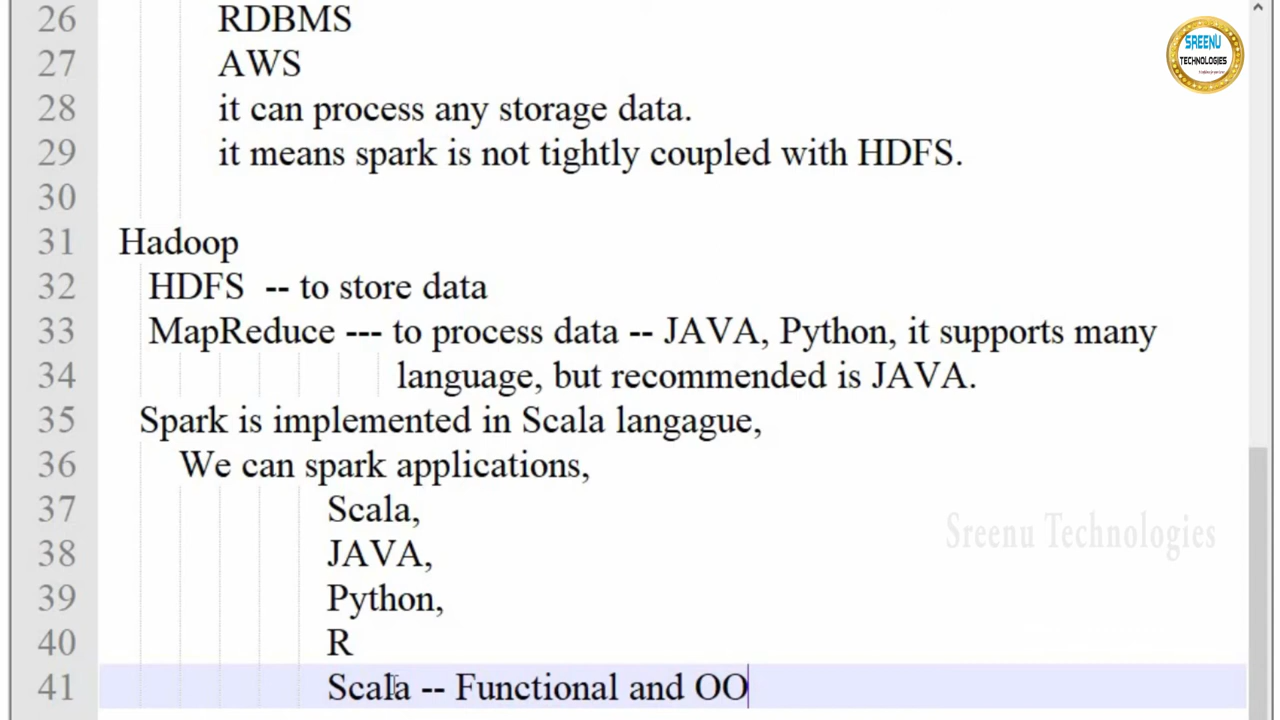 26 RDBMS
27 AWS
28 it can process any storage data.
29 it means spark is not tightly coupled with HDFS.
30
31 Hadoop
32 HDFS -- to store data
33 MapReduce --- to process data -- JAVA, Python, it supports many
34 language, but recommended is JAVA.
35 Spark is implemented in Scala langague,
36 We can spark applications,
37 Scala,
38 JAVA,
39 Python,
40 R
41 Scala -- Functional and OO
SREENU
TECHNOLOGIES
Sreenu Technologies